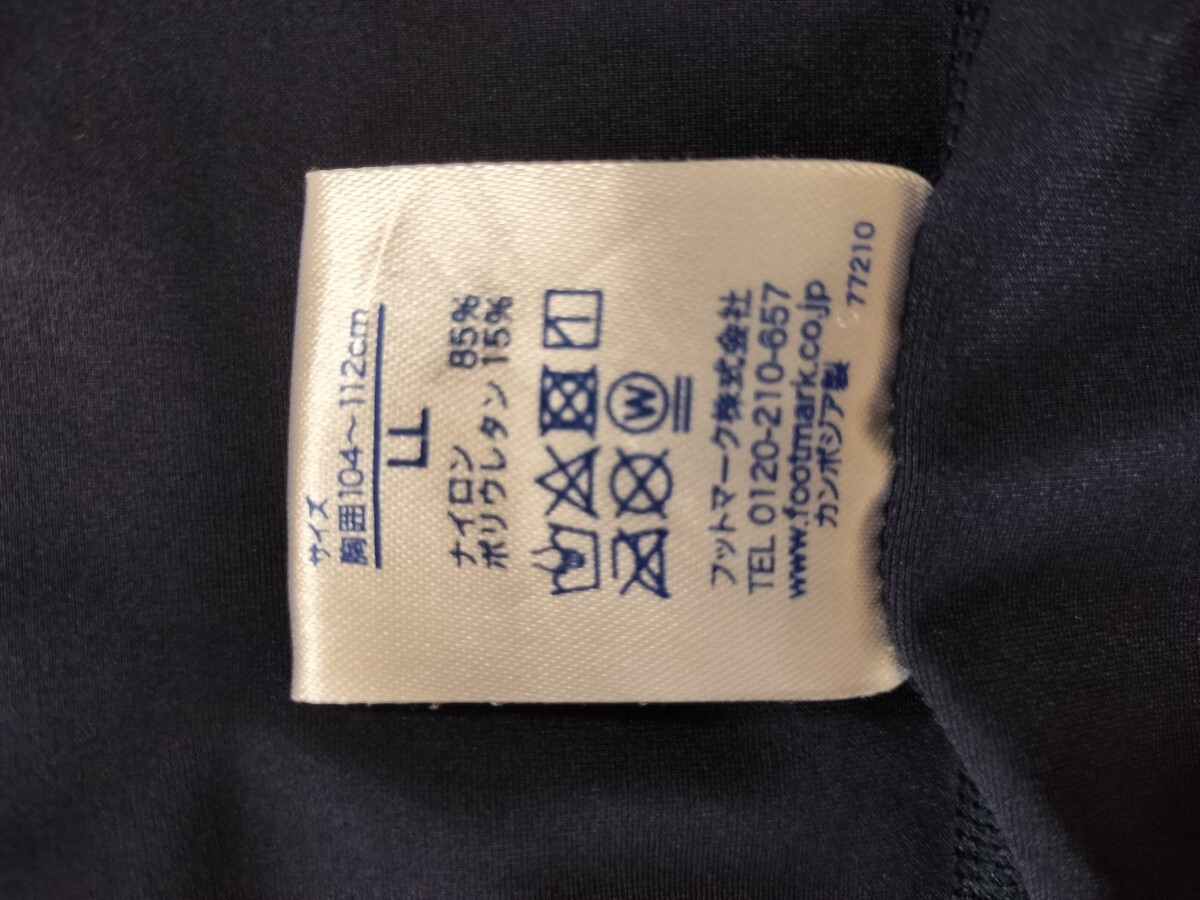 サイズ
胸囲104～112cm
LL
ナイロン 85%
ポリウレタン 15%
W
フットマーク株式会社
TEL 0120-210-657
www.footmark.co.jp
カンボジア製
77210